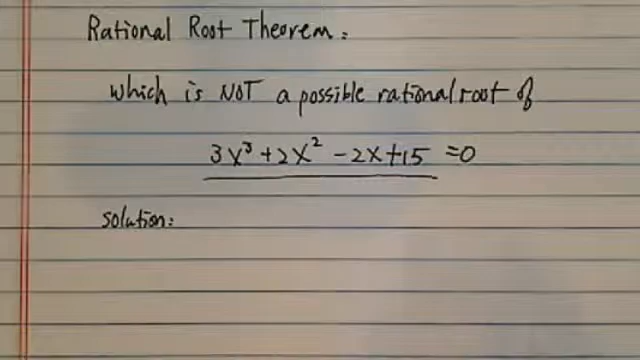 Rational Root Theorem:
which is NOT a possible rational root of
3x³ + 2x² - 2x + 15 = 0
solution: